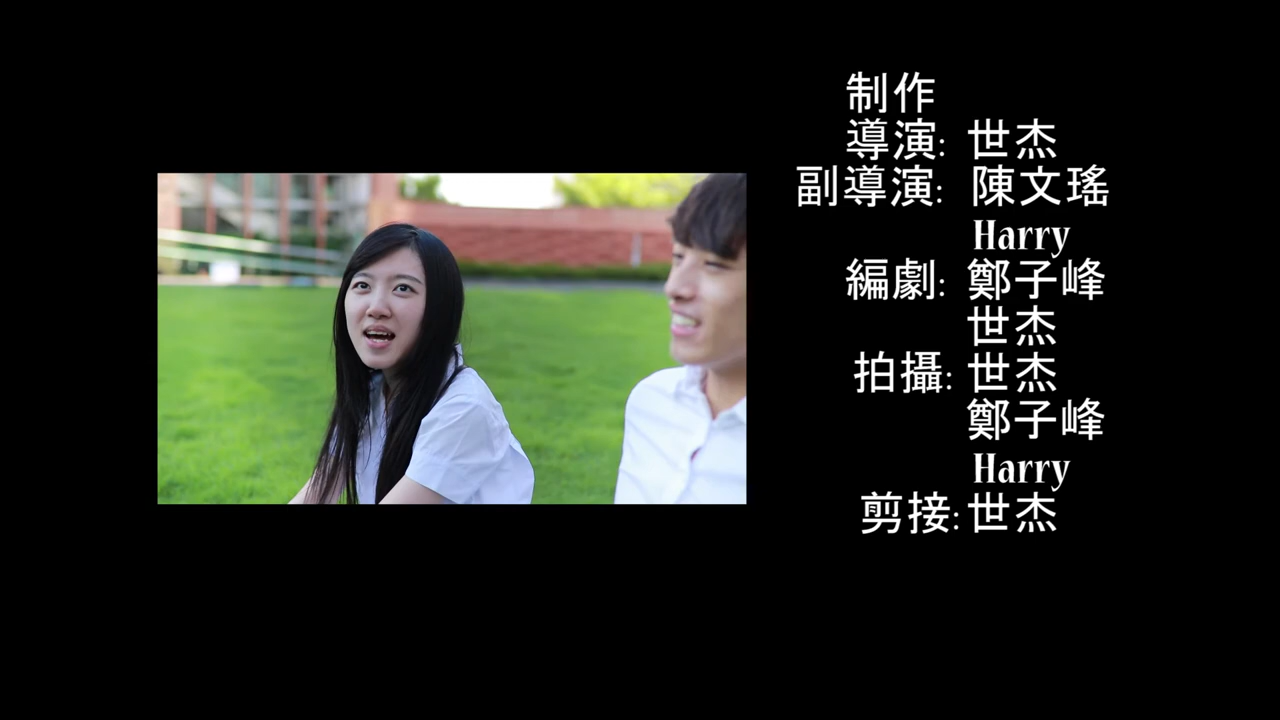 制作
導演: 世杰
副導演: 陳文瑤
Harry
編劇: 鄭子峰
世杰
拍攝: 世杰
鄭子峰
Harry
剪接: 世杰